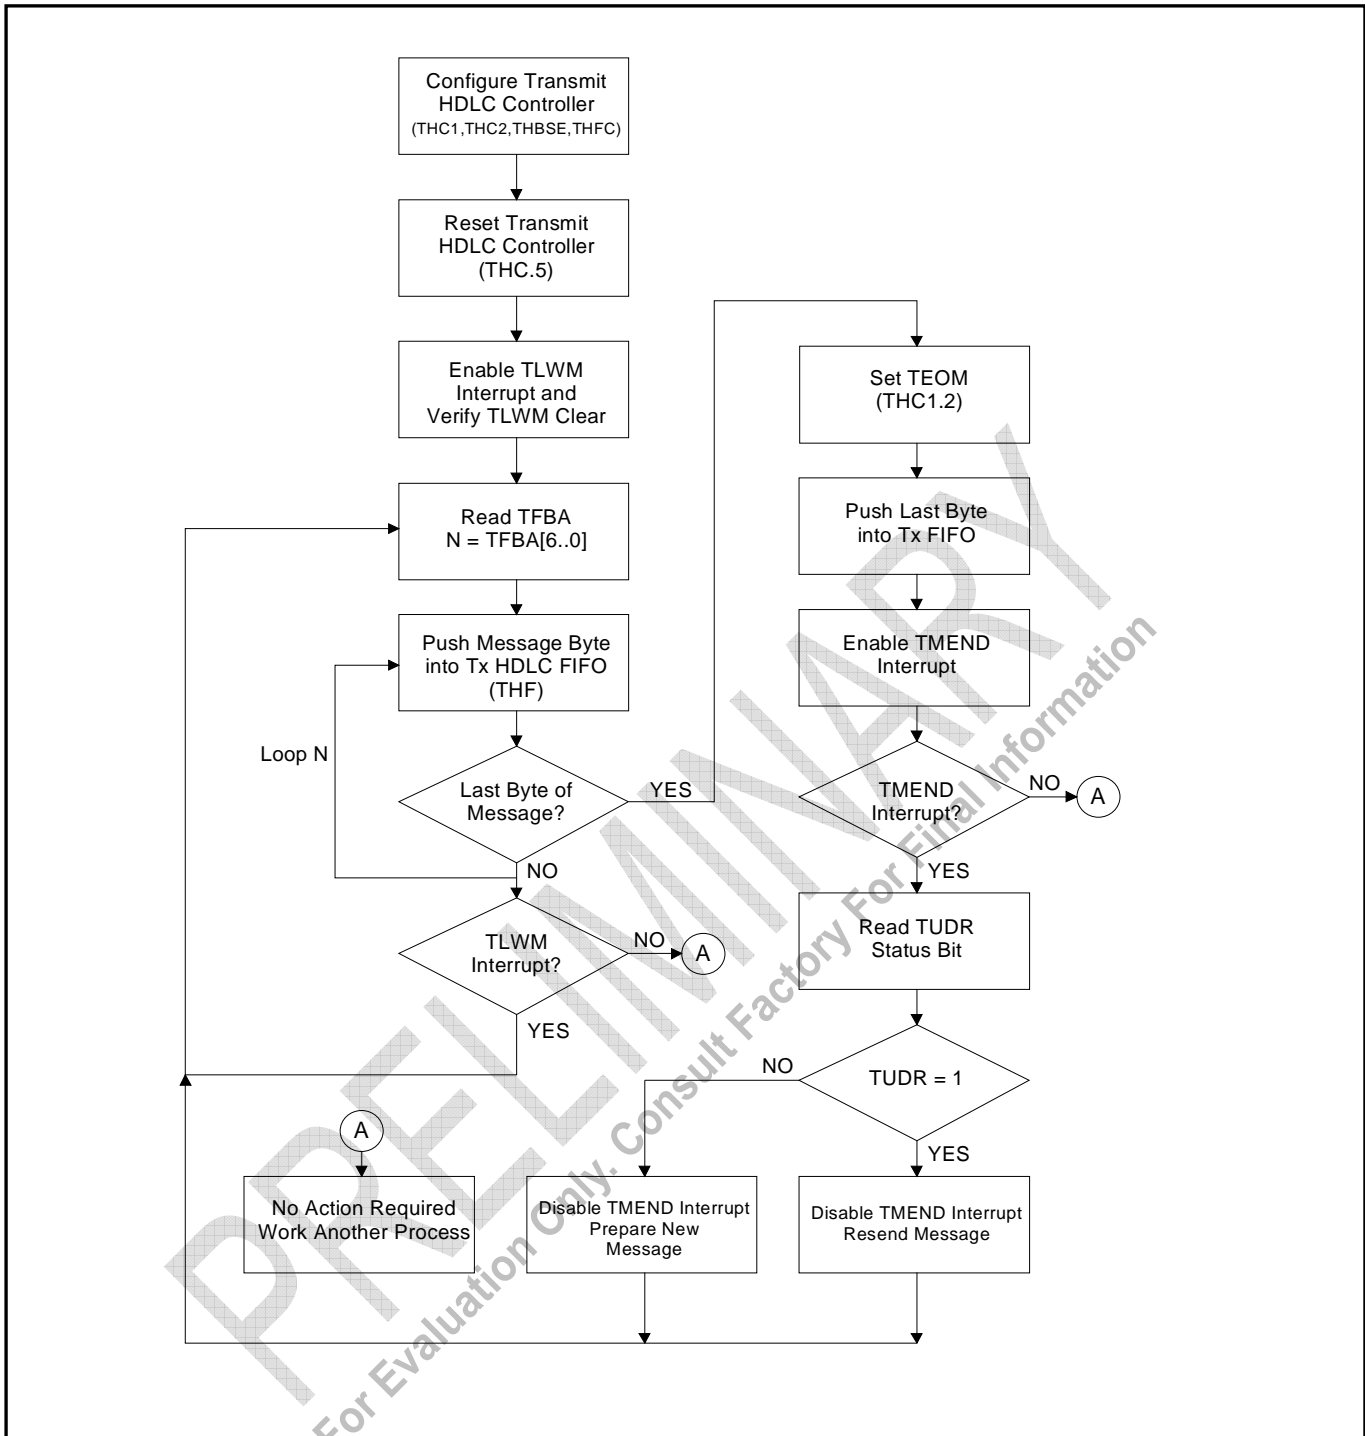 Configure Transmit
HDLC Controller
(THC1,THC2,THBSE,THFC)
Reset Transmit
HDLC Controller
(THC.5)
Enable TLWM
Interrupt and
Verify TLWM Clear
Read TFBA
N = TFBA[6..0]
Push Message Byte
into Tx HDLC FIFO
(THF)
Loop N
Last Byte of
Message?
YES
NO
TLWM
Interrupt?
NO
A
YES
A
No Action Required
Work Another Process
Set TEOM
(THC1.2)
Push Last Byte
into Tx FIFO
Enable TMEND
Interrupt
TMEND
Interrupt?
NO
A
YES
Read TUDR
Status Bit
TUDR = 1
NO
YES
Disable TMEND Interrupt
Prepare New
Message
Disable TMEND Interrupt
Resend Message
PRELIMINARY
For Evaluation Only. Consult Factory For Final Information